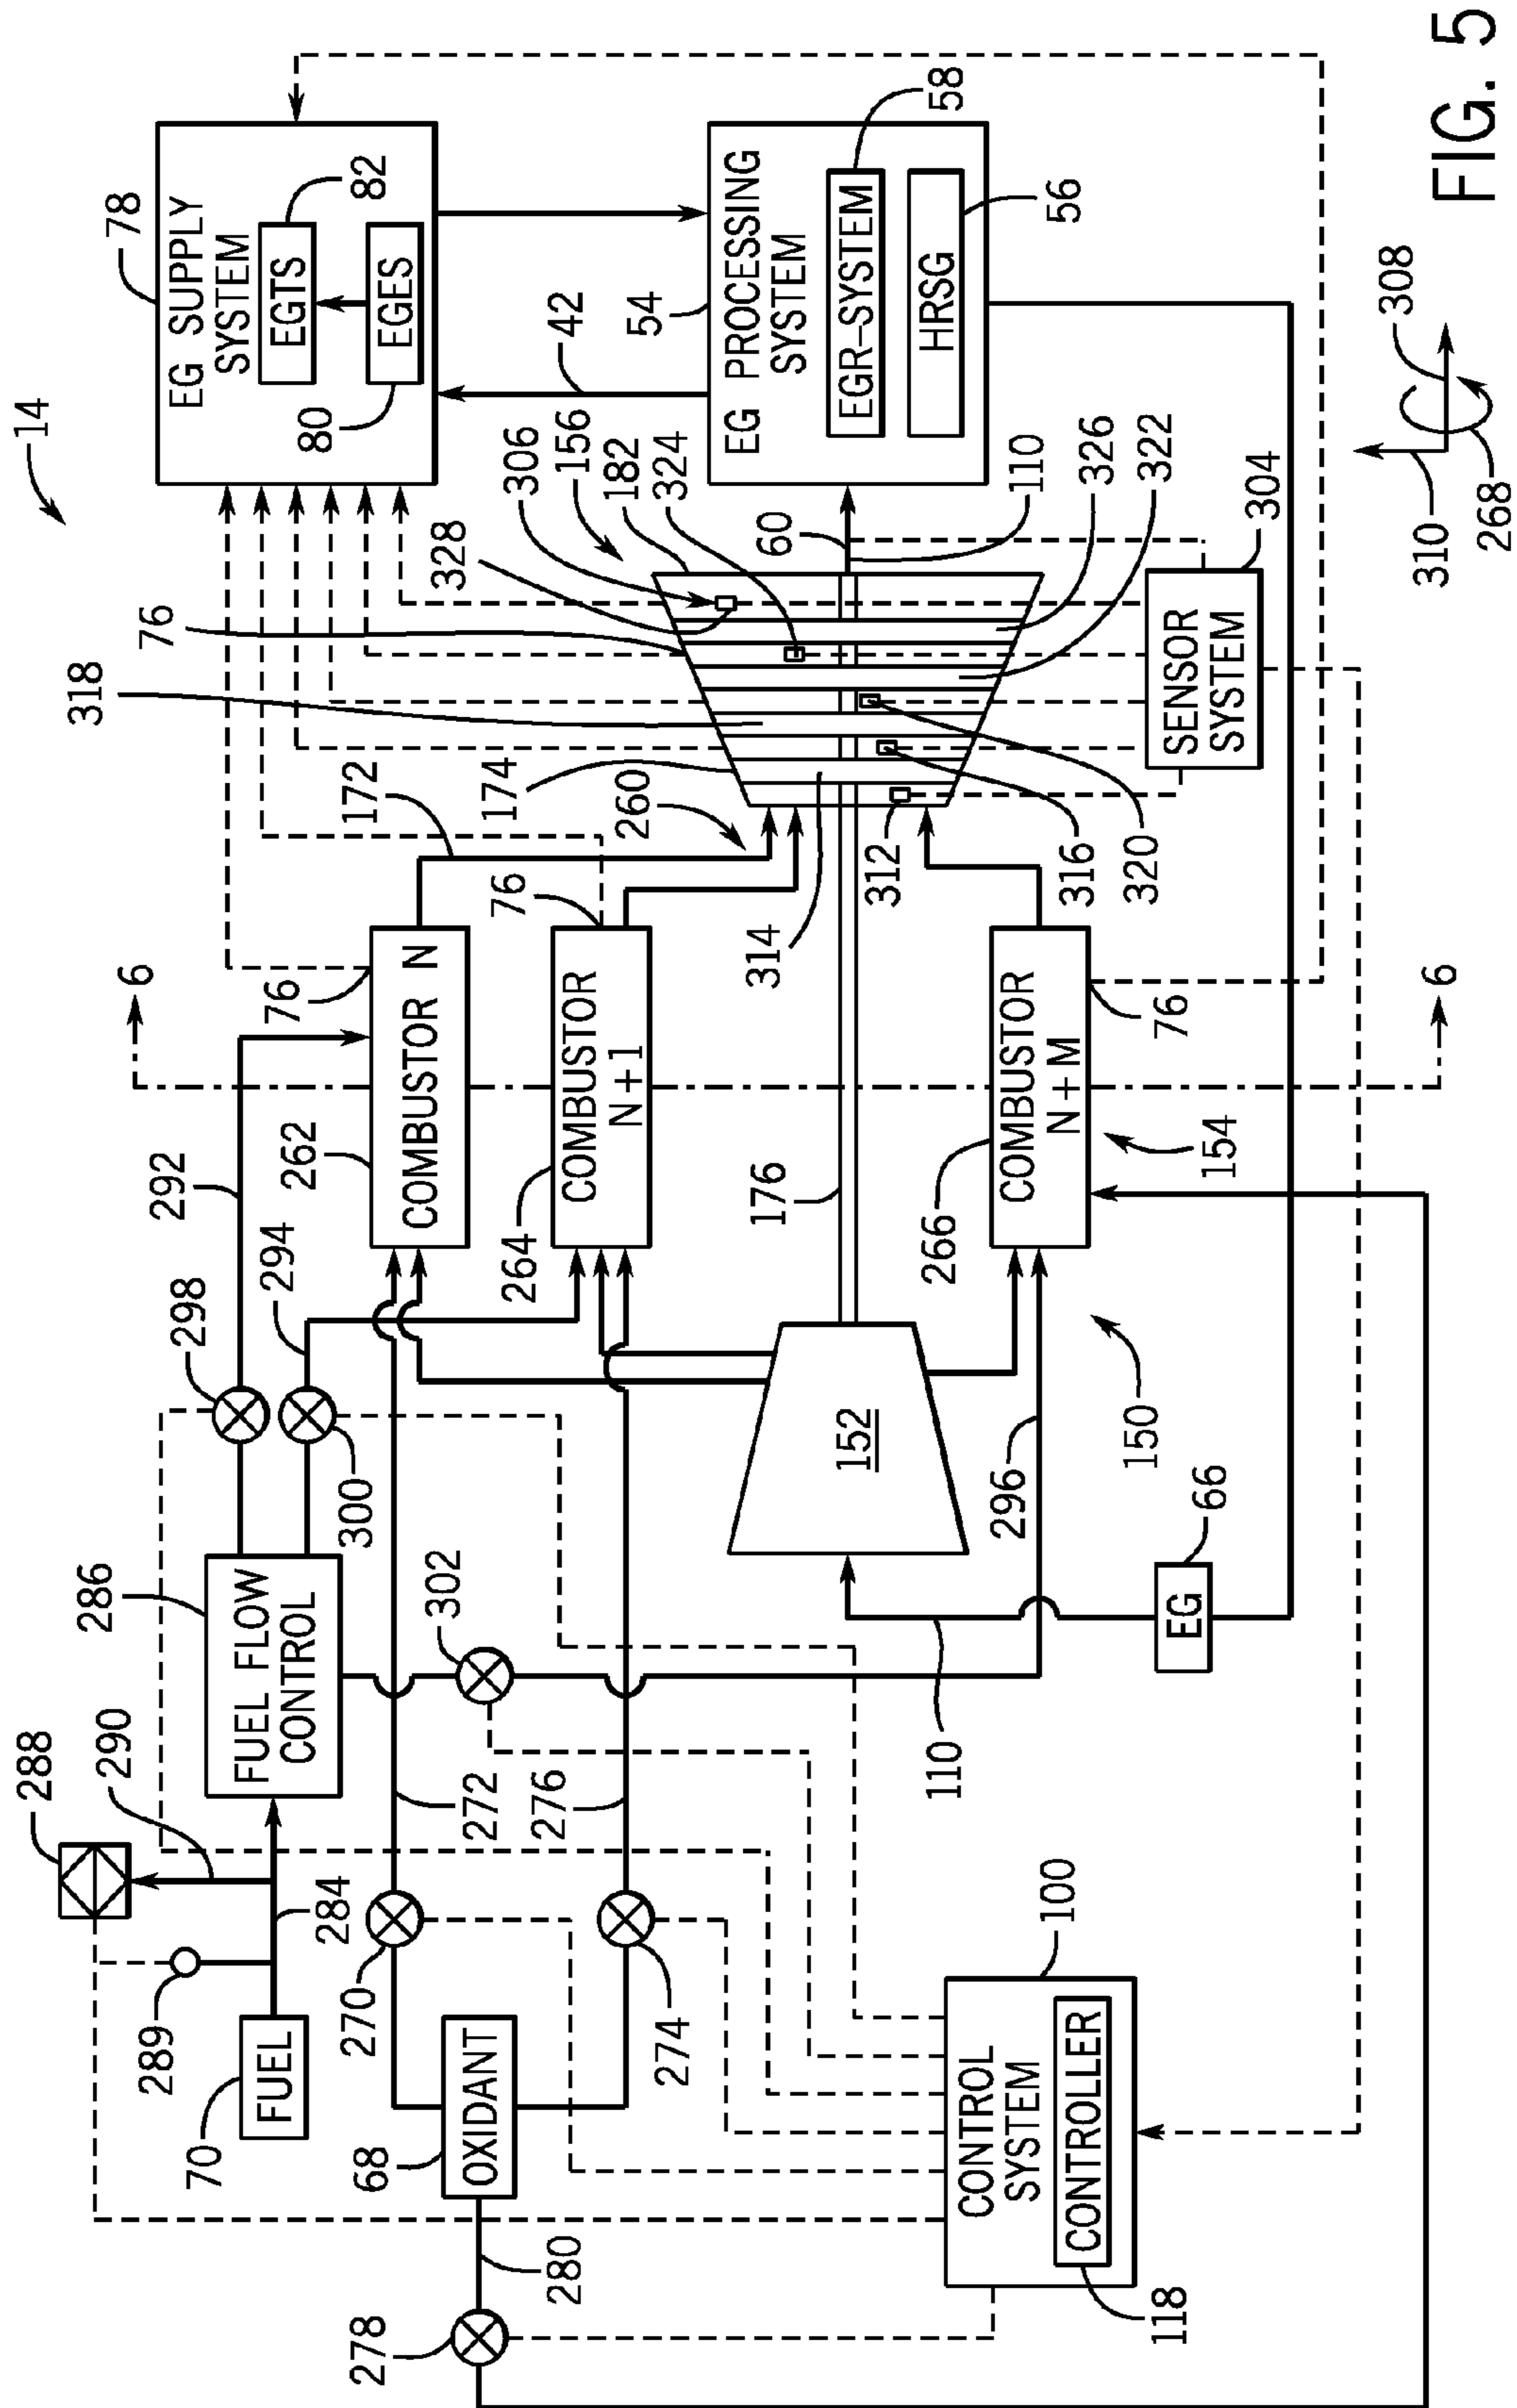 14
78
EG SUPPLY
SYSTEM
EGTS
82
EGES
80
42
54
EG PROCESSING
SYSTEM
EGR-SYSTEM
58
HRSG
56
318
76
328
306
156
182
324
60
110
326
322
304
SENSOR
SYSTEM
174
260
172
312
316
320
314
6
76
COMBUSTOR N
262
76
COMBUSTOR
N+1
264
176
COMBUSTOR
N+M
266
76
6
154
150
292
294
298
300
286
FUEL FLOW
CONTROL
302
152
296
66
EG
110
288
290
284
289
70
FUEL
272
276
270
274
68
OXIDANT
280
278
100
CONTROL
SYSTEM
CONTROLLER
118
310
308
268
FIG. 5